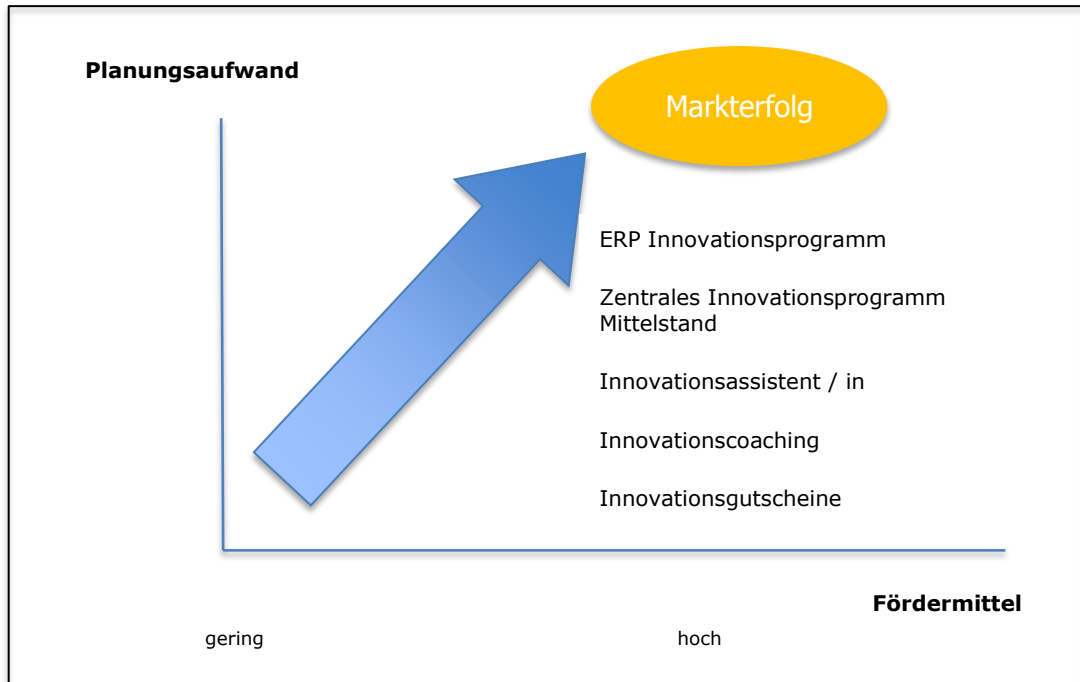 Planungsaufwand
Markterfolg
ERP Innovationsprogramm
Zentrales Innovationsprogramm
Mittelstand
Innovationsassistent / in
Innovationscoaching
Innovationsgutscheine
Fördermittel
gering
hoch